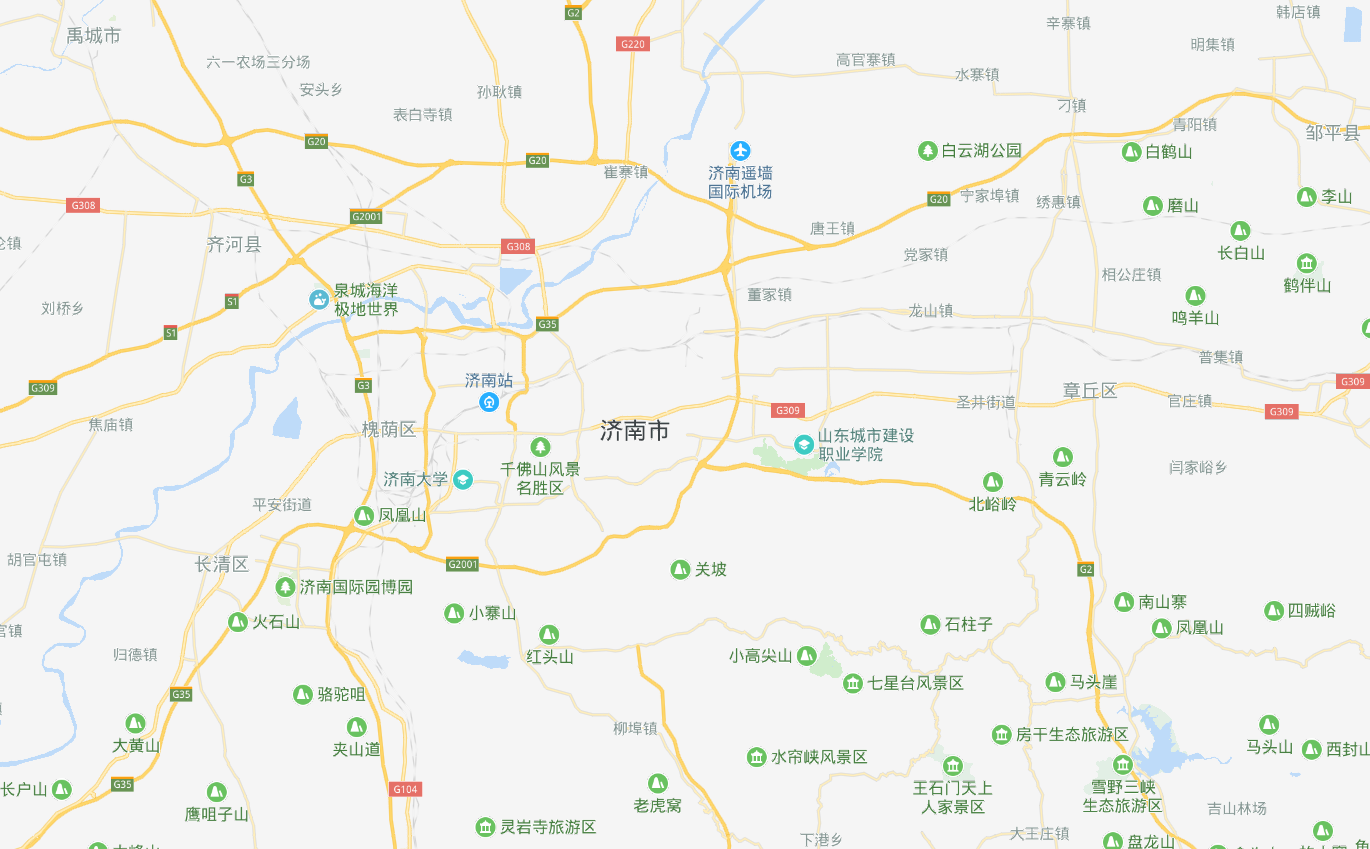 G2
韩店镇
辛寨镇
禹城市
G220
明集镇
高官寨镇
六一农场三分场
水寨镇
安头乡
孙耿镇
刁镇
表白寺镇
青阳镇
邹平县
G20
白云湖公园
白鹤山
G20
崔寨镇
济南遥墙
国际机场
G3
李山
宁家埠镇
G20
绣惠镇
磨山
G308
G2001
唐王镇
齐河县
G308
党家镇
长白山
相公庄镇
鹤伴山
泉城海洋
极地世界
董家镇
S1
刘桥乡
龙山镇
鸣羊山
G35
S1
普集镇
济南站
G3
G309
G309
章丘区
官庄镇
圣井街道
G309
G309
焦庙镇
槐荫区
济南市
山东城市建设
职业学院
千佛山风景
名胜区
闫家峪乡
济南大学
青云岭
北峪岭
平安街道
凤凰山
胡官屯镇
长清区
G2001
关坡
G2
济南国际园博园
南山寨
四贼峪
小寨山
火石山
石柱子
凤凰山
归德镇
红头山
小高尖山
七星台风景区
马头崖
G35
骆驼咀
柳埠镇
房干生态旅游区
大黄山
夹山道
马头山
西封山
水帘峡风景区
G35
长户山
鹰咀子山
G104
老虎窝
王石门天上
人家景区
雪野三峡
生态旅游区
吉山林场
灵岩寺旅游区
下港乡
大王庄镇
盘龙山